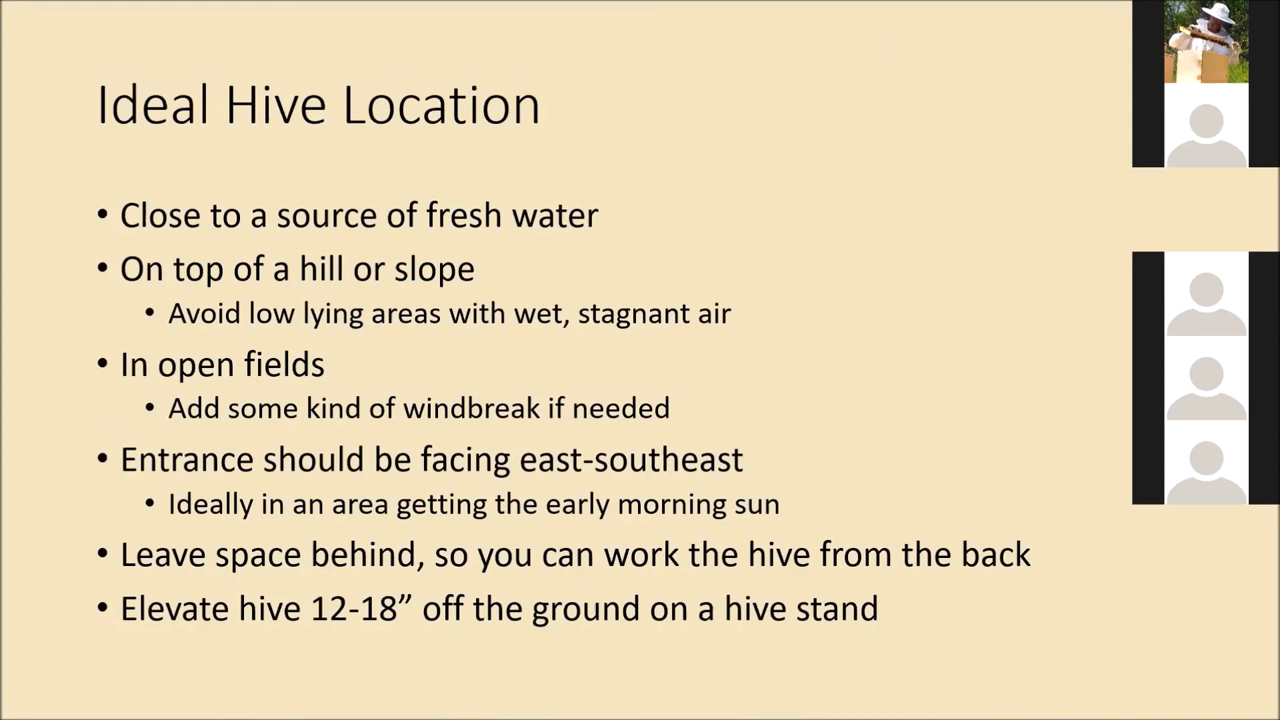 Ideal Hive Location
• Close to a source of fresh water
• On top of a hill or slope
• Avoid low lying areas with wet, stagnant air
• In open fields
• Add some kind of windbreak if needed
• Entrance should be facing east-southeast
• Ideally in an area getting the early morning sun
• Leave space behind, so you can work the hive from the back
• Elevate hive 12-18” off the ground on a hive stand